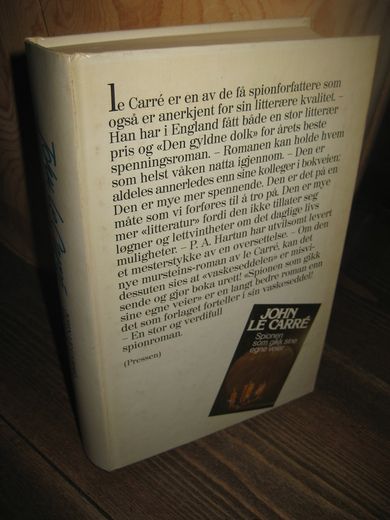 le Carré er en av de få spionforfattere som
også er anerkjent for sin litterære kvalitet. –
Han har i England fått både en stor litterær
pris og «Den gyldne dolk» for årets beste
spenningsroman. – Romanen kan holde hvem
som helst våken natta igjennom. – Den er
aldeles annerledes enn sine kolleger i bokveien:
Den er mye mer spennende. Den er det på en
måte som vi forføres til å tro på. Den er mye
mer «litteratur» fordi den ikke tillater seg
løgner og lettvintheter om det daglige livs
muligheter. – P. A. Hartun har utvilsomt levert
et mesterstykke av en oversettelse. – Om den
nye mursteins-roman av le Carré, kan det
dessuten sies at «vaskeseddelen» er misvi-
sende og gjør boka urett! «Spionen som gikk
sine egne veier» er en langt bedre roman enn
det som forlaget forteller i sin vaskeseddel!
– En stor og verdifull
spionroman.
(Pressen)
JOHN
LE CARRÉ
Spionen
som gikk sine
egne veier